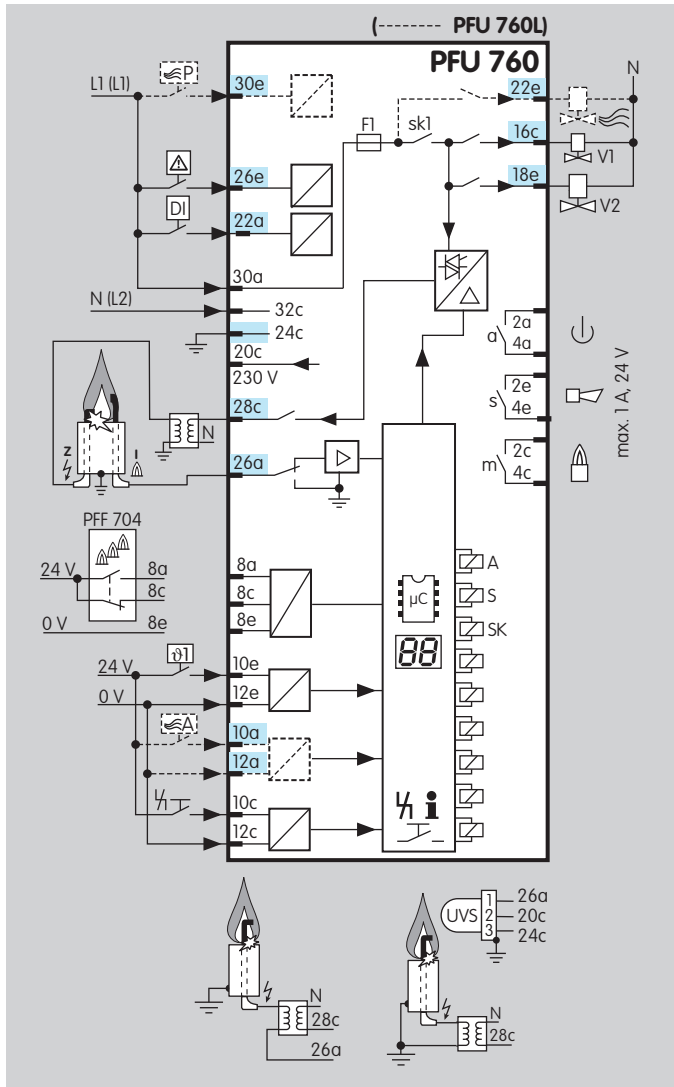 (------- PFU 760L)
PFU 760
L1 (L1)
P
30e
22e
N
F1
sk1
16c
V1
26e
18e
V2
DI
22a
30a
N (L2)
32c
24c
20c
230 V
28c
N
26a
Z
I
a
2a
4a
s
2e
4e
m
2c
4c
max. 1 A, 24 V
PFF 704
24 V
8a
8c
0 V
8e
8a
8c
8e
µC
88
A
S
SK
ϑ1
24 V
10e
0 V
12e
A
10a
12a
10c
12c
i
N
28c
26a
UVS
1
2
3
26a
20c
24c
N
28c